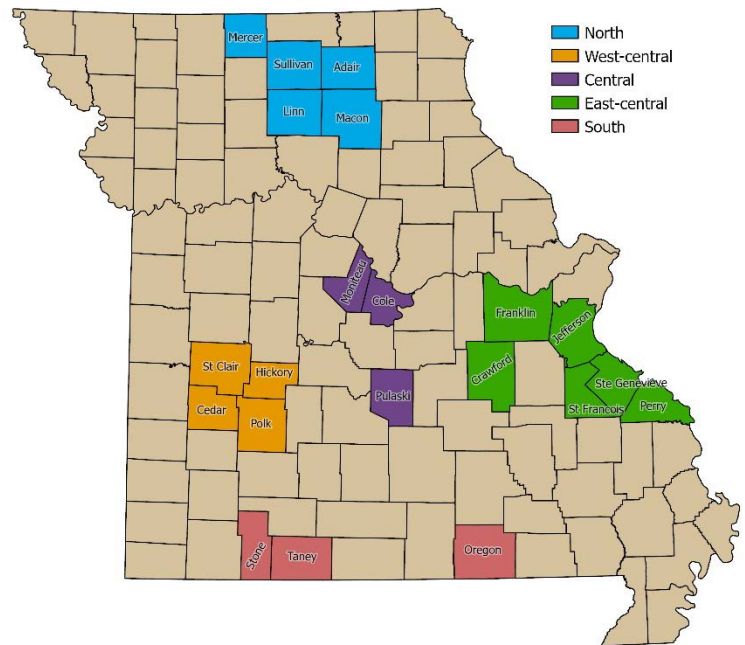 Mercer
North
West-central
Central
East-central
South
Sullivan
Adair
Linn
Macon
Moniteau
Cole
Franklin
Jefferson
St Clair
Hickory
Crawford
Ste Genevieve
Cedar
Polk
Pulaski
St Francois
Perry
Stone
Taney
Oregon